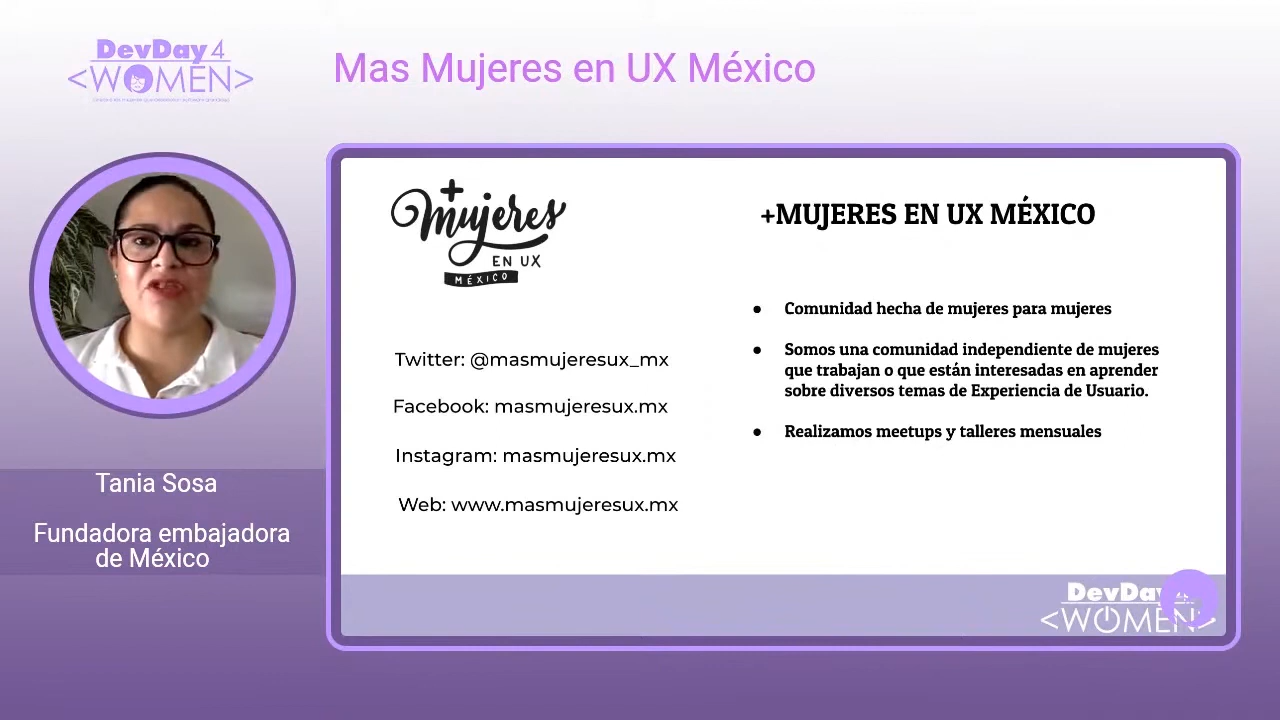 DevDay4
<WOMEN>
Mas Mujeres en UX México
+Mujeres
EN UX
MÉXICO
+MUJERES EN UX MÉXICO
Twitter: @masmujeresux_mx
Facebook: masmujeresux.mx
Instagram: masmujeresux.mx
Web: www.masmujeresux.mx
● Comunidad hecha de mujeres para mujeres
● Somos una comunidad independiente de mujeres
que trabajan o que están interesadas en aprender
sobre diversos temas de Experiencia de Usuario.
● Realizamos meetups y talleres mensuales
Tania Sosa
Fundadora embajadora
de México
DevDay
<WOMEN>